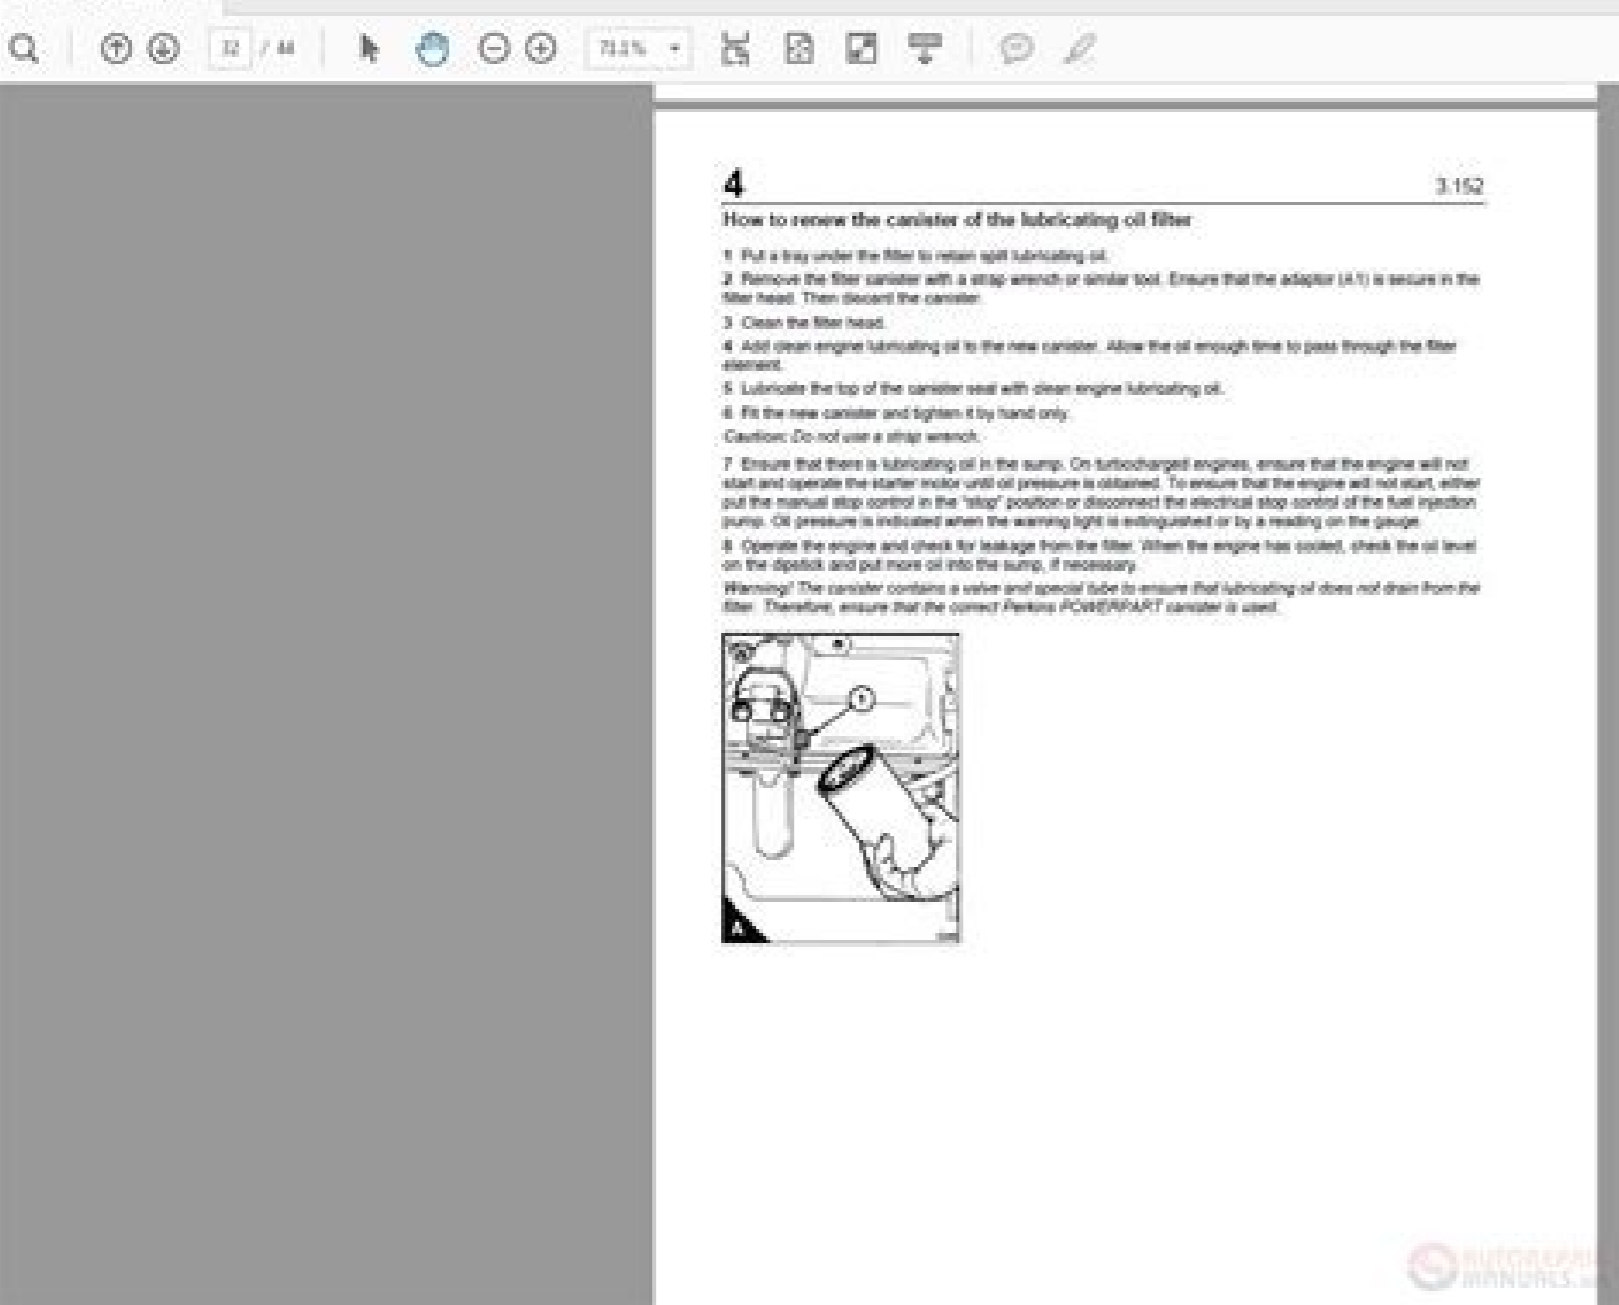 32 / 44
73.1%
4
3.152
How to renew the canister of the lubricating oil filter
1 Put a tray under the filter to retain spilt lubricating oil.
2 Remove the filter canister with a strap wrench or similar tool. Ensure that the adaptor (A1) is secure in the
filter head. Then discard the canister.
3 Clean the filter head.
4 Add clean engine lubricating oil to the new canister. Allow the oil enough time to pass through the filter
element.
5 Lubricate the top of the canister seal with clean engine lubricating oil.
6 Fit the new canister and tighten it by hand only.
Caution: Do not use a strap wrench.
7 Ensure that there is lubricating oil in the sump. On turbocharged engines, ensure that the engine will not
start and operate the starter motor until oil pressure is obtained. To ensure that the engine will not start, either
put the manual stop control in the "stop" position or disconnect the electrical stop control of the fuel injection
pump. Oil pressure is indicated when the warning light is extinguished or by a reading on the gauge.
8 Operate the engine and check for leakage from the filter. When the engine has cooled, check the oil level
on the dipstick and put more oil into the sump, if necessary.
Warning! The canister contains a valve and special tube to ensure that lubricating oil does not drain from the
filter. Therefore, ensure that the correct Perkins POWERPART canister is used.
1
A
AUTOREPAIR
MANUALS